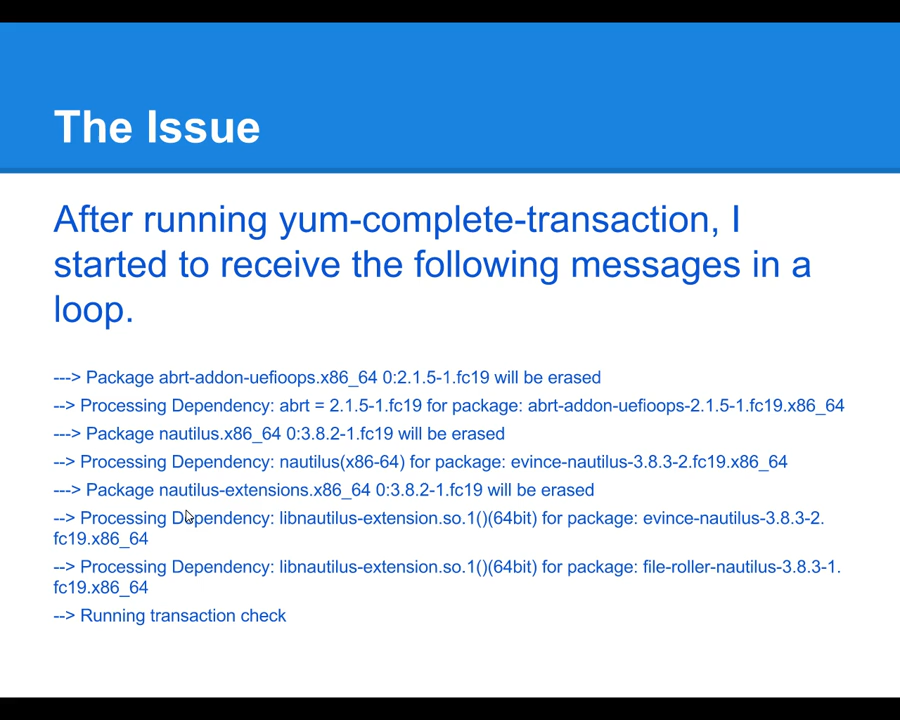 The Issue
After running yum-complete-transaction, I
started to receive the following messages in a
loop.
---> Package abrt-addon-uefioops.x86_64 0:2.1.5-1.fc19 will be erased
--> Processing Dependency: abrt = 2.1.5-1.fc19 for package: abrt-addon-uefioops-2.1.5-1.fc19.x86_64
---> Package nautilus.x86_64 0:3.8.2-1.fc19 will be erased
--> Processing Dependency: nautilus(x86-64) for package: evince-nautilus-3.8.3-2.fc19.x86_64
---> Package nautilus-extensions.x86_64 0:3.8.2-1.fc19 will be erased
--> Processing Dependency: libnautilus-extension.so.1()(64bit) for package: evince-nautilus-3.8.3-2.
fc19.x86_64
--> Processing Dependency: libnautilus-extension.so.1()(64bit) for package: file-roller-nautilus-3.8.3-1.
fc19.x86_64
--> Running transaction check